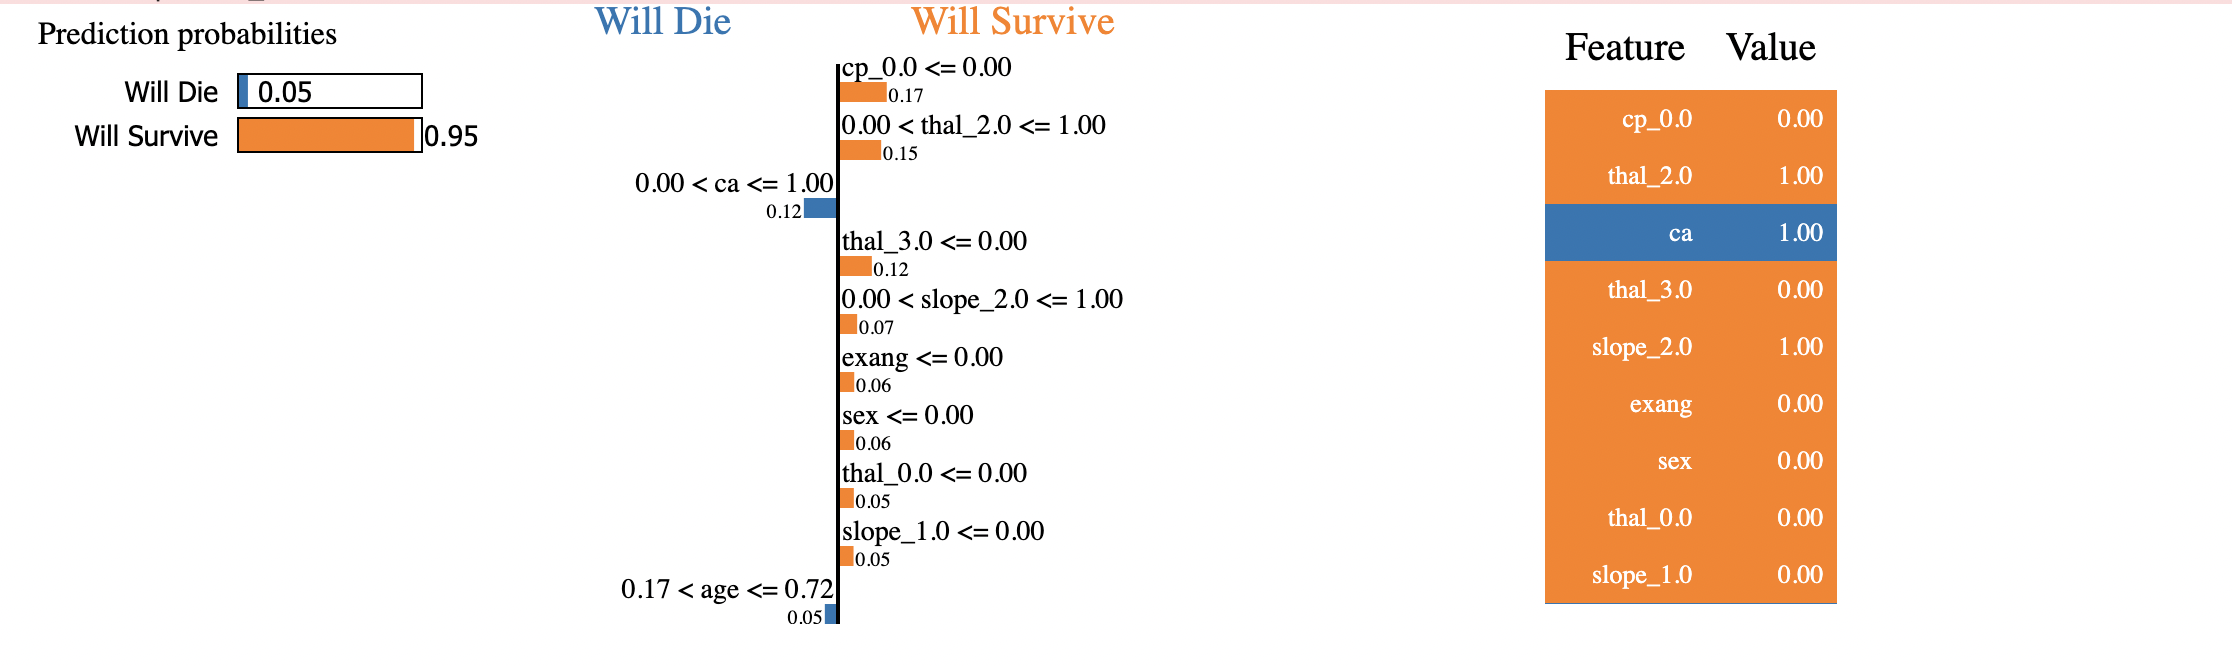 Prediction probabilities
Will Die 0.05
Will Survive 0.95
Will Die Will Survive
cp_0.0 <= 0.00
0.17
0.00 < thal_2.0 <= 1.00
0.15
0.00 < ca <= 1.00
0.12
thal_3.0 <= 0.00
0.12
0.00 < slope_2.0 <= 1.00
0.07
exang <= 0.00
0.06
sex <= 0.00
0.06
thal_0.0 <= 0.00
0.05
slope_1.0 <= 0.00
0.05
0.17 < age <= 0.72
0.05
Feature Value
cp_0.0 0.00
thal_2.0 1.00
ca 1.00
thal_3.0 0.00
slope_2.0 1.00
exang 0.00
sex 0.00
thal_0.0 0.00
slope_1.0 0.00